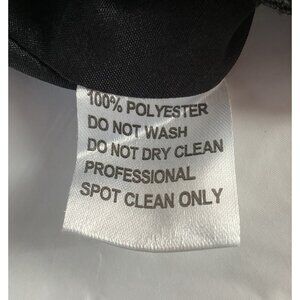 100% POLYESTER
DO NOT WASH
DO NOT DRY CLEAN
PROFESSIONAL
SPOT CLEAN ONLY